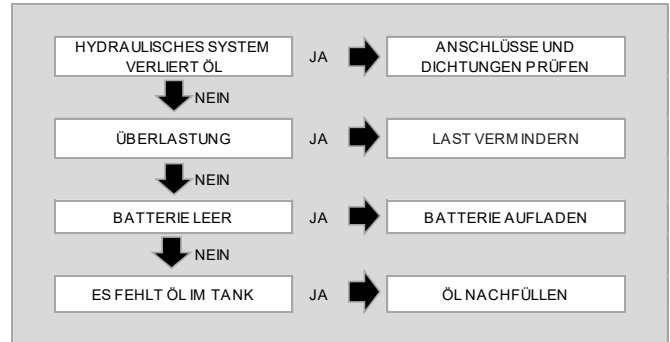 HYDRAULISCHES SYSTEM
VERLIERT ÖL
JA
ANSCHLÜSSE UND
DICHTUNGEN PRÜFEN
NEIN
ÜBERLASTUNG
JA
LAST VERMINDERN
NEIN
BATTERIE LEER
JA
BATTERIE AUFLADEN
NEIN
ES FEHLT ÖL IM TANK
JA
ÖL NACHFÜLLEN